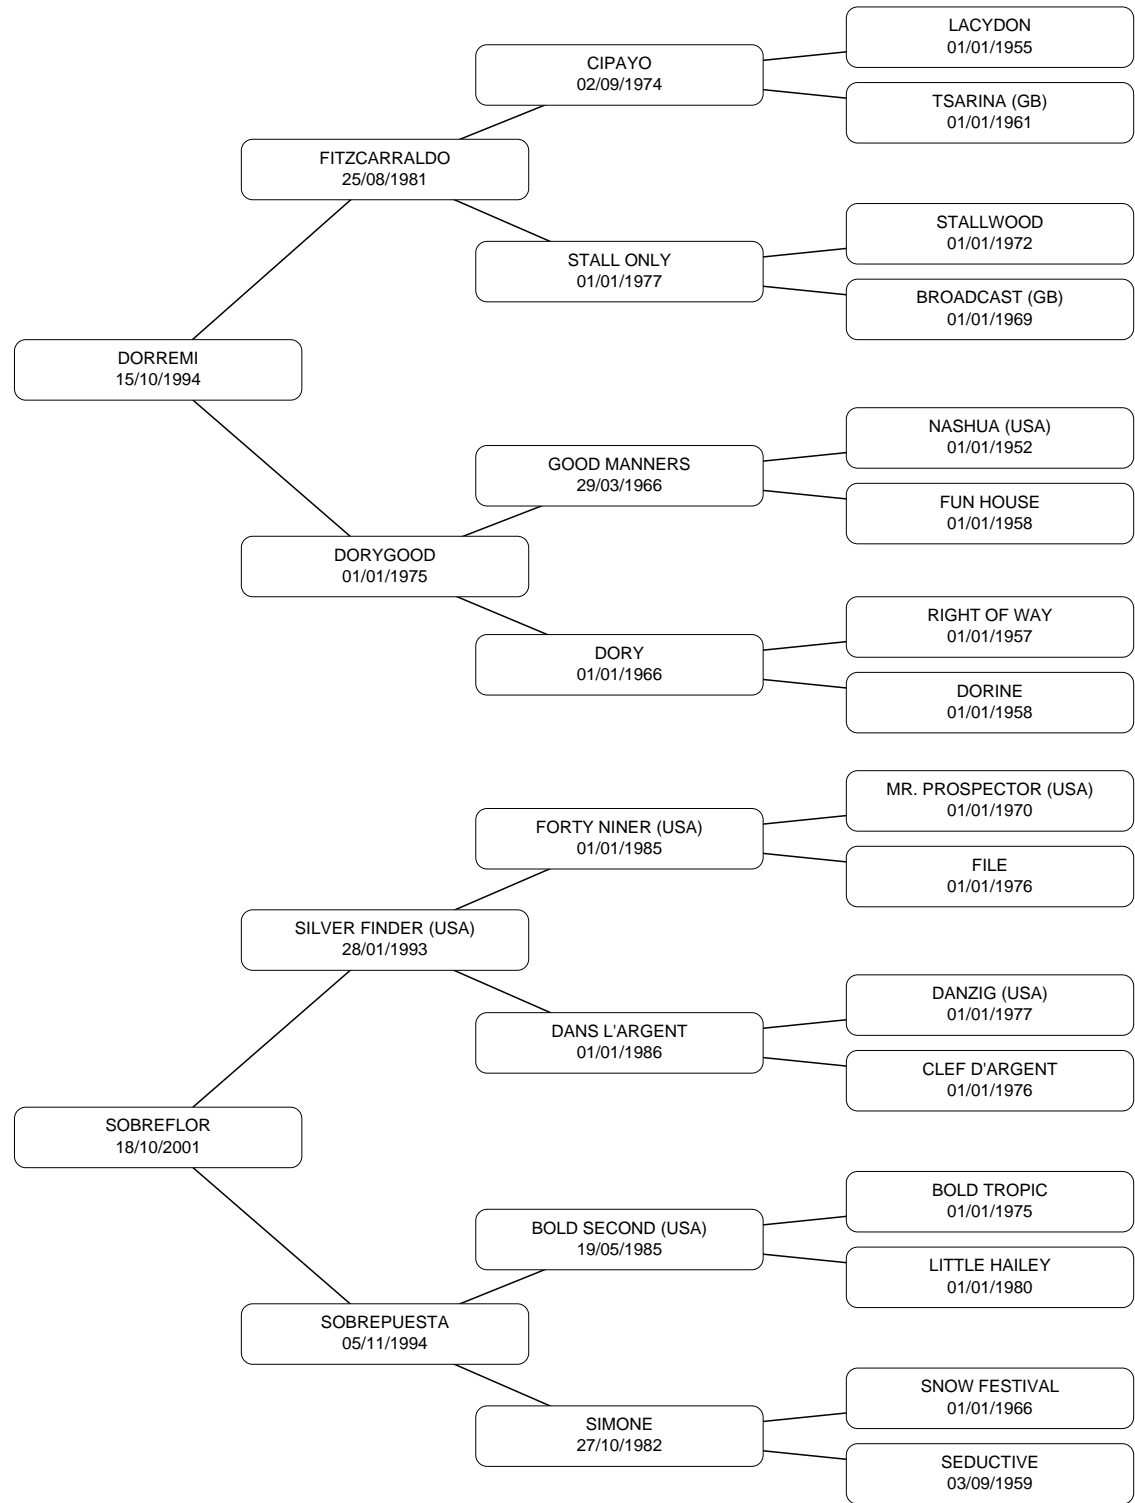 LACYDON
01/01/1955
CIPAYO
02/09/1974
TSARINA (GB)
01/01/1961
FITZCARRALDO
25/08/1981
STALLWOOD
01/01/1972
STALL ONLY
01/01/1977
BROADCAST (GB)
01/01/1969
DORREMI
15/10/1994
NASHUA (USA)
01/01/1952
GOOD MANNERS
29/03/1966
FUN HOUSE
01/01/1958
DORYGOOD
01/01/1975
RIGHT OF WAY
01/01/1957
DORY
01/01/1966
DORINE
01/01/1958
MR. PROSPECTOR (USA)
01/01/1970
FORTY NINER (USA)
01/01/1985
FILE
01/01/1976
SILVER FINDER (USA)
28/01/1993
DANZIG (USA)
01/01/1977
DANS L'ARGENT
01/01/1986
CLEF D'ARGENT
01/01/1976
SOBREFLOR
18/10/2001
BOLD TROPIC
01/01/1975
BOLD SECOND (USA)
19/05/1985
LITTLE HAILEY
01/01/1980
SOBREPUESTA
05/11/1994
SNOW FESTIVAL
01/01/1966
SIMONE
27/10/1982
SEDUCTIVE
03/09/1959